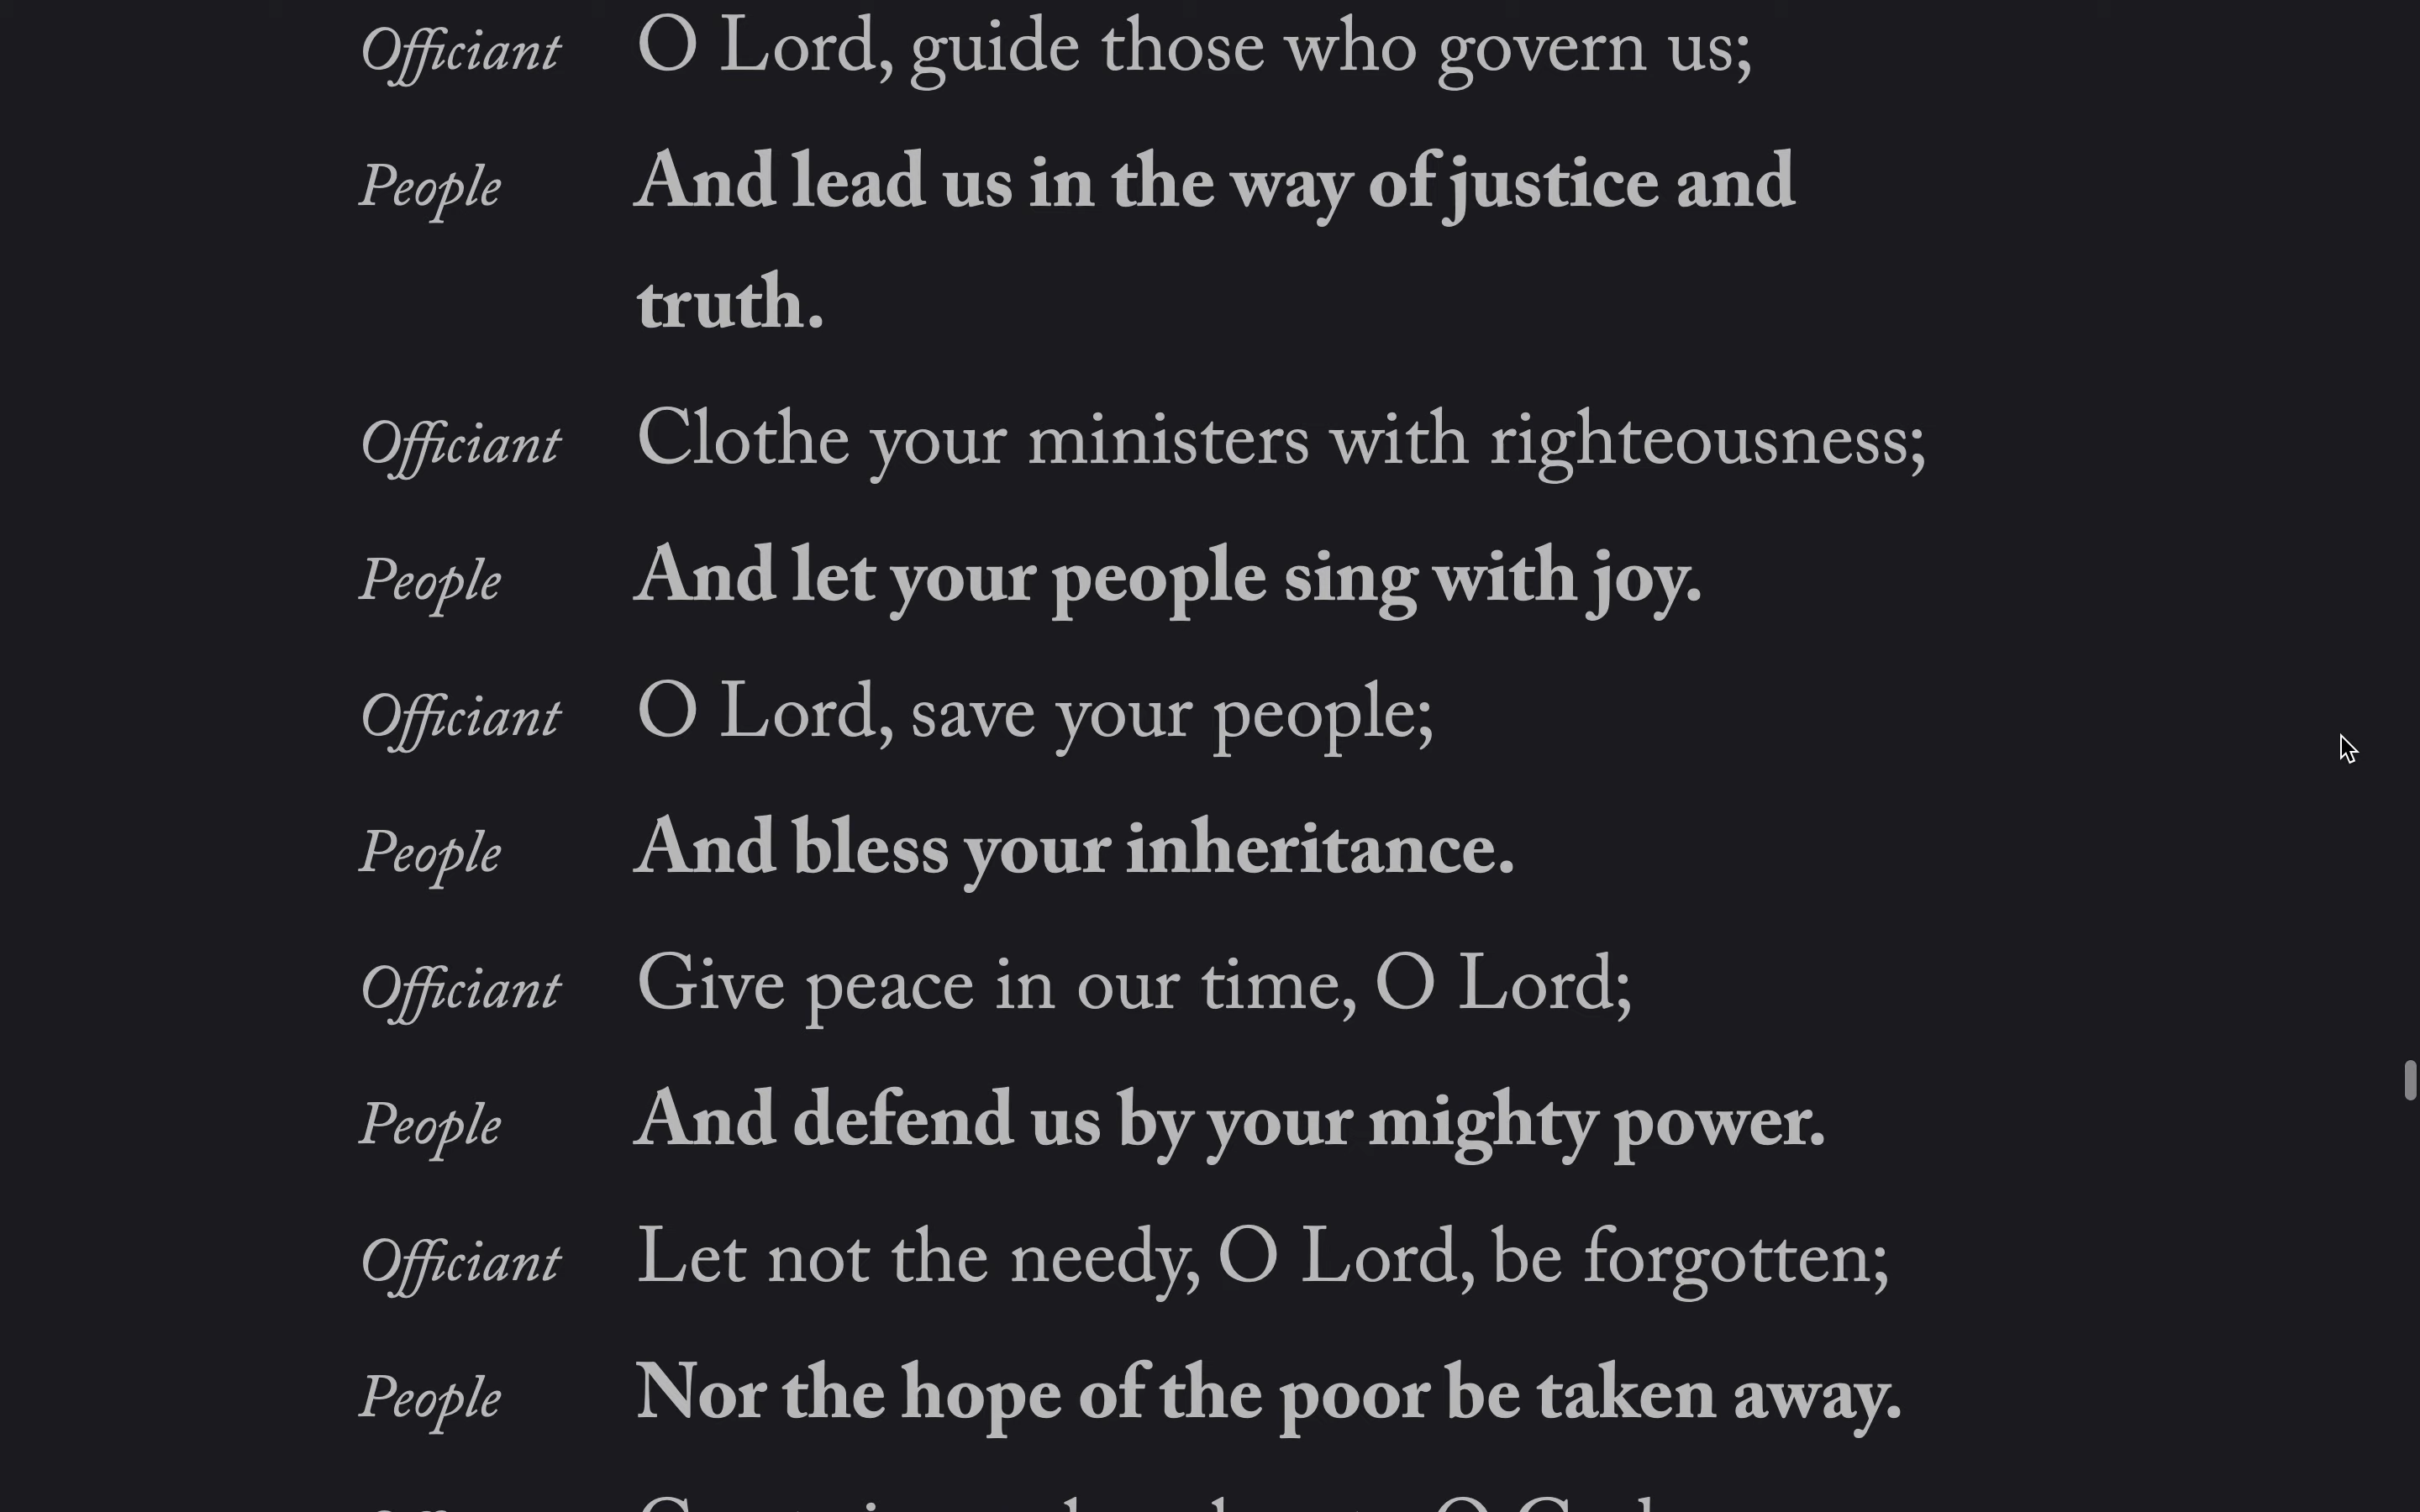 Officiant O Lord, guide those who govern us;
People And lead us in the way of justice and
truth.
Officiant Clothe your ministers with righteousness;
People And let your people sing with joy.
Officiant O Lord, save your people;
People And bless your inheritance.
Officiant Give peace in our time, O Lord;
People And defend us by your mighty power.
Officiant Let not the needy, O Lord, be forgotten;
People Nor the hope of the poor be taken away.